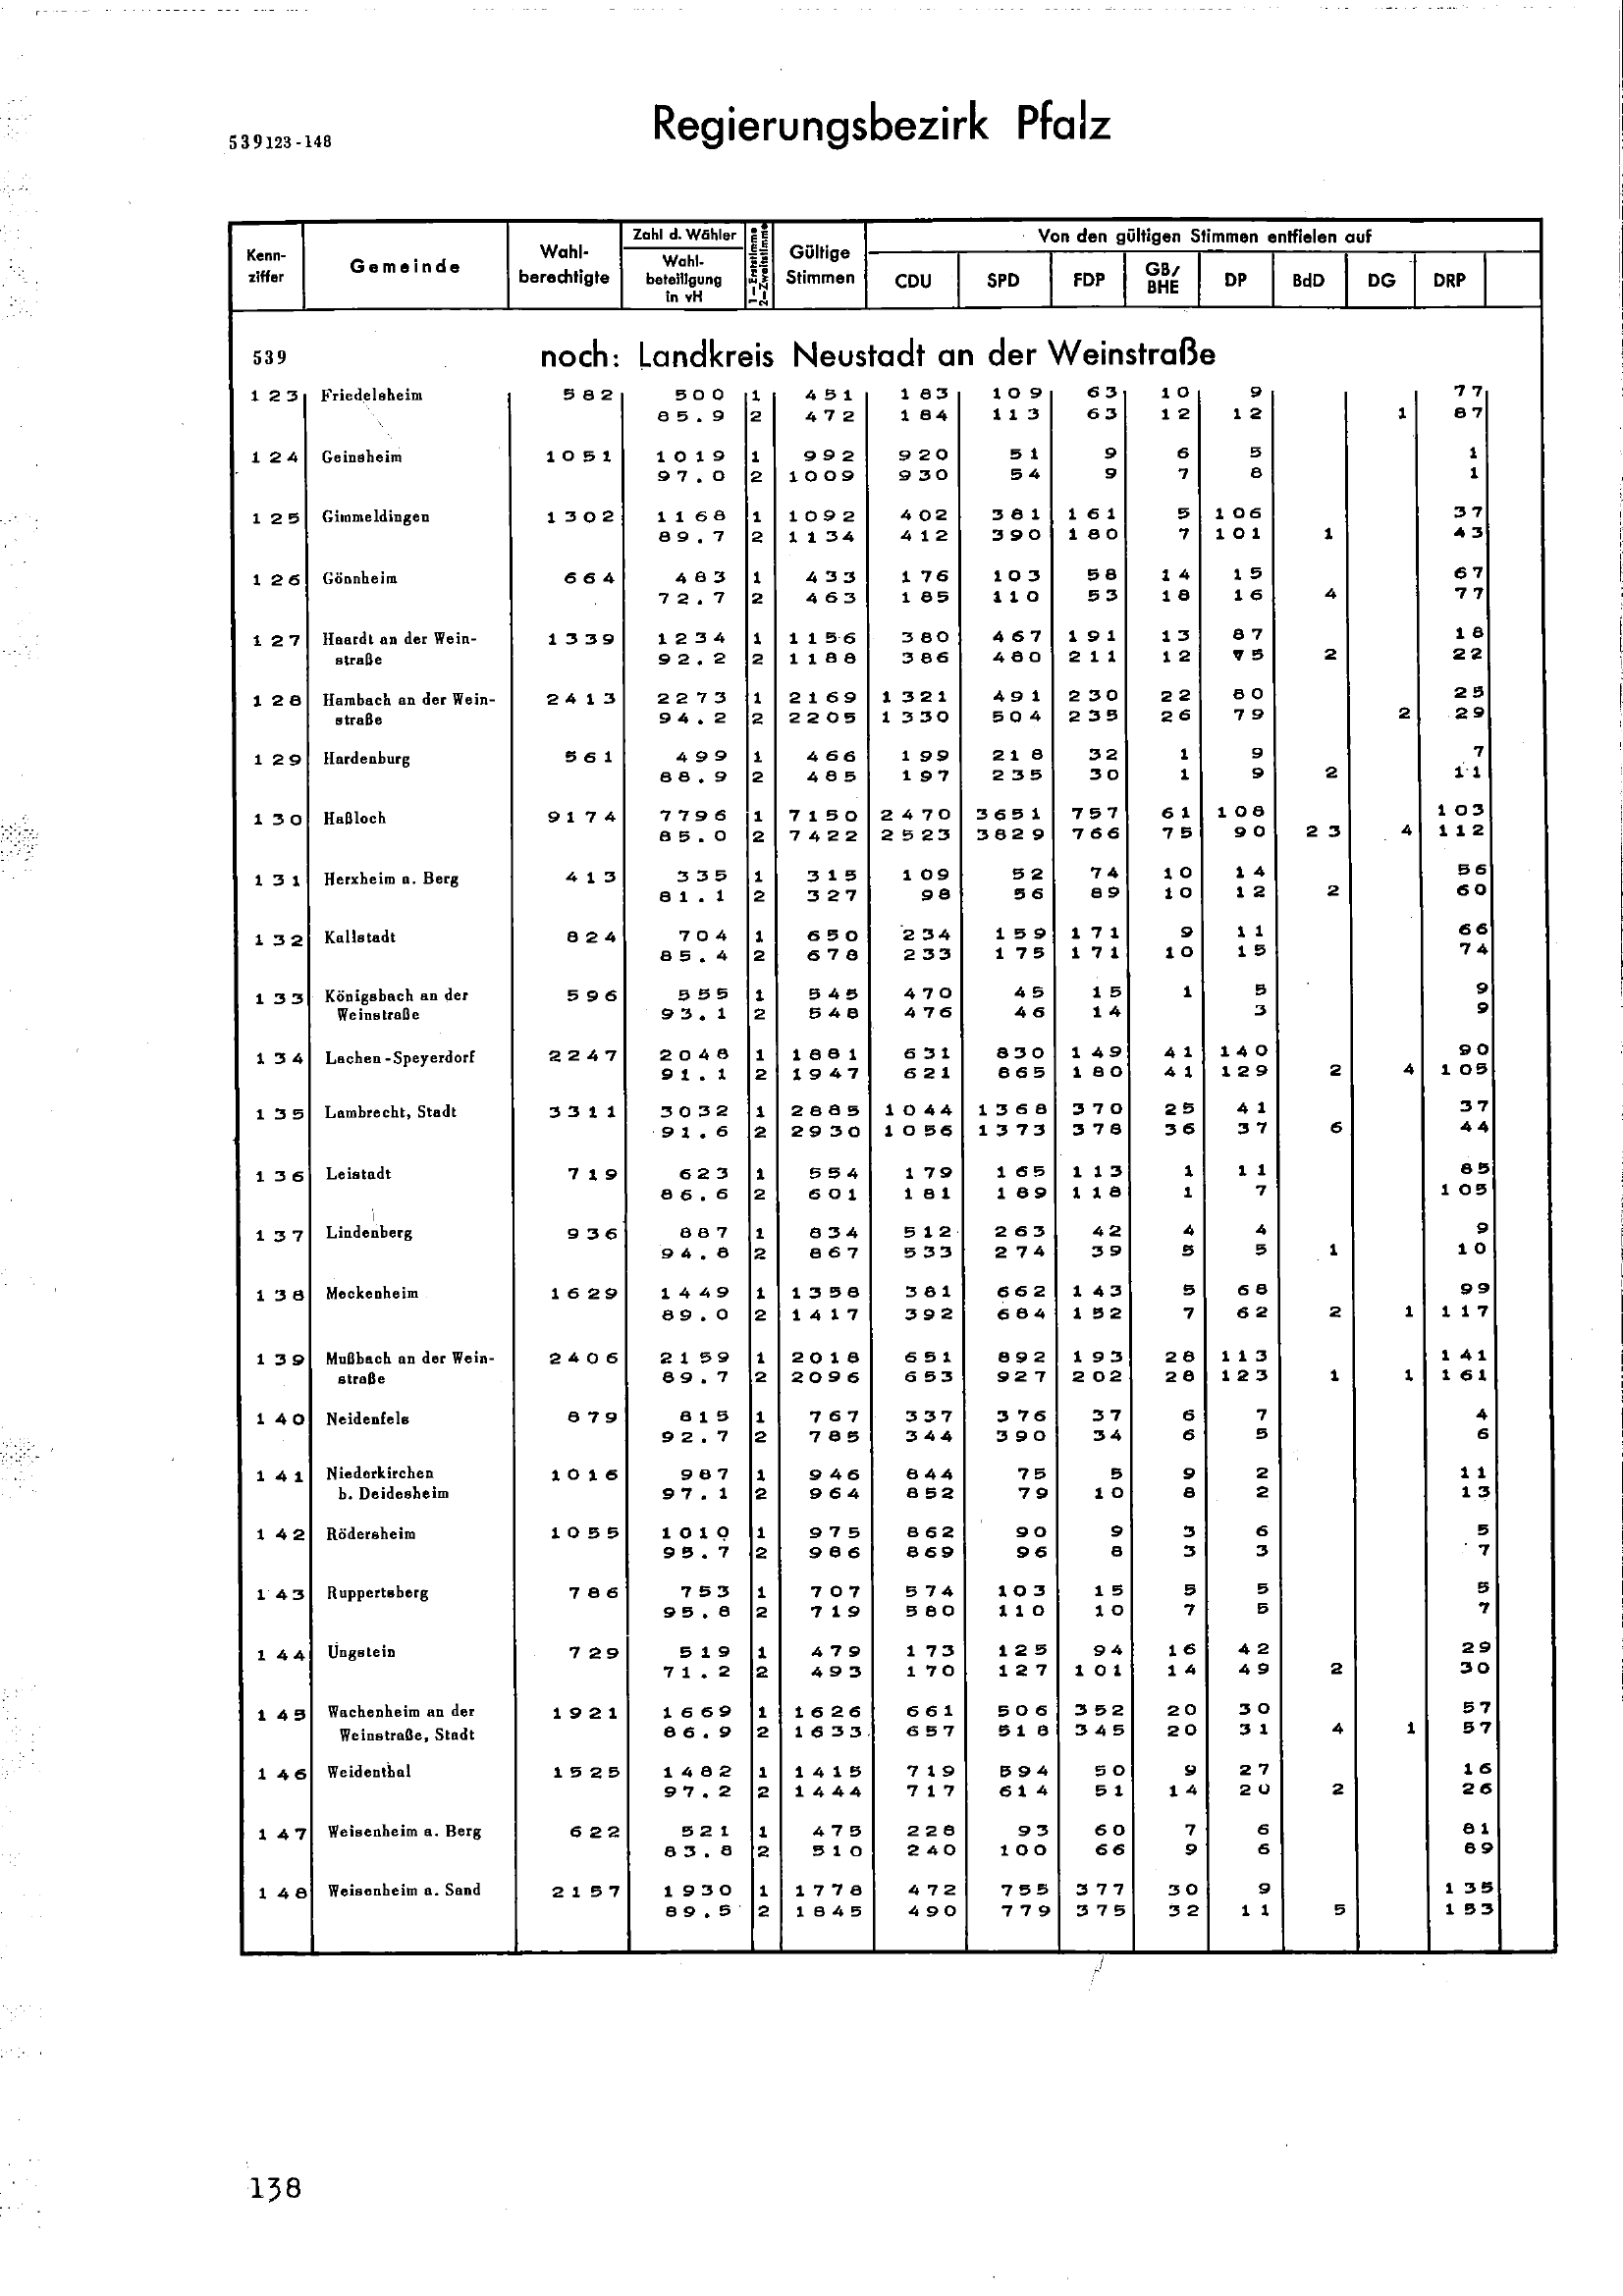 539123-148
Regierungsbezirk Pfalz
Kenn-
ziffer
Gemeinde
Wahl-
berechtigte
Zahl d. Wähler
Wahl-
beteiligung
in vH
1=Erststimme
2=Zweitstimme
Gültige
Stimmen
Von den gültigen Stimmen entfielen auf
CDU SPD FDP GB/BHE DP BdD DG DRP
539 noch: Landkreis Neustadt an der Weinstraße
123 Friedelsheim 582 500 1 451 183 109 63 10 9 77
85.9 2 472 184 113 63 12 12 1 87
124 Geinsheim 1051 1019 1 992 920 51 9 6 5 1
97.0 2 1009 930 54 9 7 8 1
125 Gimmeldingen 1302 1168 1 1092 402 381 161 5 106 37
89.7 2 1134 412 390 180 7 101 1 43
126 Gönnheim 664 483 1 433 176 103 58 14 15 67
72.7 2 463 185 110 53 18 16 4 77
127 Haardt an der Wein- 1339 1234 1 1156 380 467 191 13 87 18
straße 92.2 2 1188 386 480 211 12 75 2 22
128 Hambach an der Wein- 2413 2273 1 2169 1321 491 230 22 80 25
straße 94.2 2 2205 1330 504 235 26 79 2 29
129 Hardenburg 561 499 1 466 199 218 32 1 9 7
88.9 2 485 197 235 30 1 9 2 11
130 Haßloch 9174 7796 1 7150 2470 3651 757 61 108 103
85.0 2 7422 2523 3829 766 75 90 23 4 112
131 Herxheim a. Berg 413 335 1 315 109 52 74 10 14 56
81.1 2 327 98 56 89 10 12 2 60
132 Kallstadt 824 704 1 650 234 159 171 9 11 66
85.4 2 678 233 175 171 10 15 74
133 Königsbach an der 596 555 1 545 470 45 15 1 5 9
Weinstraße 93.1 2 548 476 46 14 3 9
134 Lachen-Speyerdorf 2247 2048 1 1881 631 830 149 41 140 90
91.1 2 1947 621 865 180 41 129 2 4 105
135 Lambrecht, Stadt 3311 3032 1 2885 1044 1368 370 25 41 37
91.6 2 2930 1056 1373 378 36 37 6 44
136 Leistadt 719 623 1 554 179 165 113 1 11 85
86.6 2 601 181 189 118 1 7 105
137 Lindenberg 936 887 1 834 512 263 42 4 4 9
94.8 2 867 533 274 39 5 5 1 10
138 Meckenheim 1629 1449 1 1358 381 662 143 5 68 99
89.0 2 1417 392 684 152 7 62 2 1 117
139 Mußbach an der Wein- 2406 2159 1 2018 651 892 193 28 113 141
straße 89.7 2 2096 653 927 202 28 123 1 1 161
140 Neidenfels 879 815 1 767 337 376 37 6 7 4
92.7 2 785 344 390 34 6 5 6
141 Niederkirchen 1016 987 1 946 844 75 5 9 2 11
b. Deidesheim 97.1 2 964 852 79 10 8 2 13
142 Rödersheim 1055 1010 1 975 862 90 9 3 6 5
95.7 2 986 869 96 8 3 3 7
143 Ruppertsberg 786 753 1 707 574 103 15 5 5 5
95.8 2 719 580 110 10 7 5 7
144 Ungstein 729 519 1 479 173 125 94 16 42 29
71.2 2 493 170 127 101 14 49 2 30
145 Wachenheim an der 1921 1669 1 1626 661 506 352 20 30 57
Weinstraße, Stadt 86.9 2 1633 657 518 345 20 31 4 1 57
146 Weidenthal 1525 1482 1 1415 719 594 50 9 27 16
97.2 2 1444 717 614 51 14 20 2 26
147 Weisenheim a. Berg 622 521 1 475 228 93 60 7 6 81
83.8 2 510 240 100 66 9 6 89
148 Weisenheim a. Sand 2157 1930 1 1778 472 755 377 30 9 135
89.5 2 1845 490 779 375 32 11 5 153
138